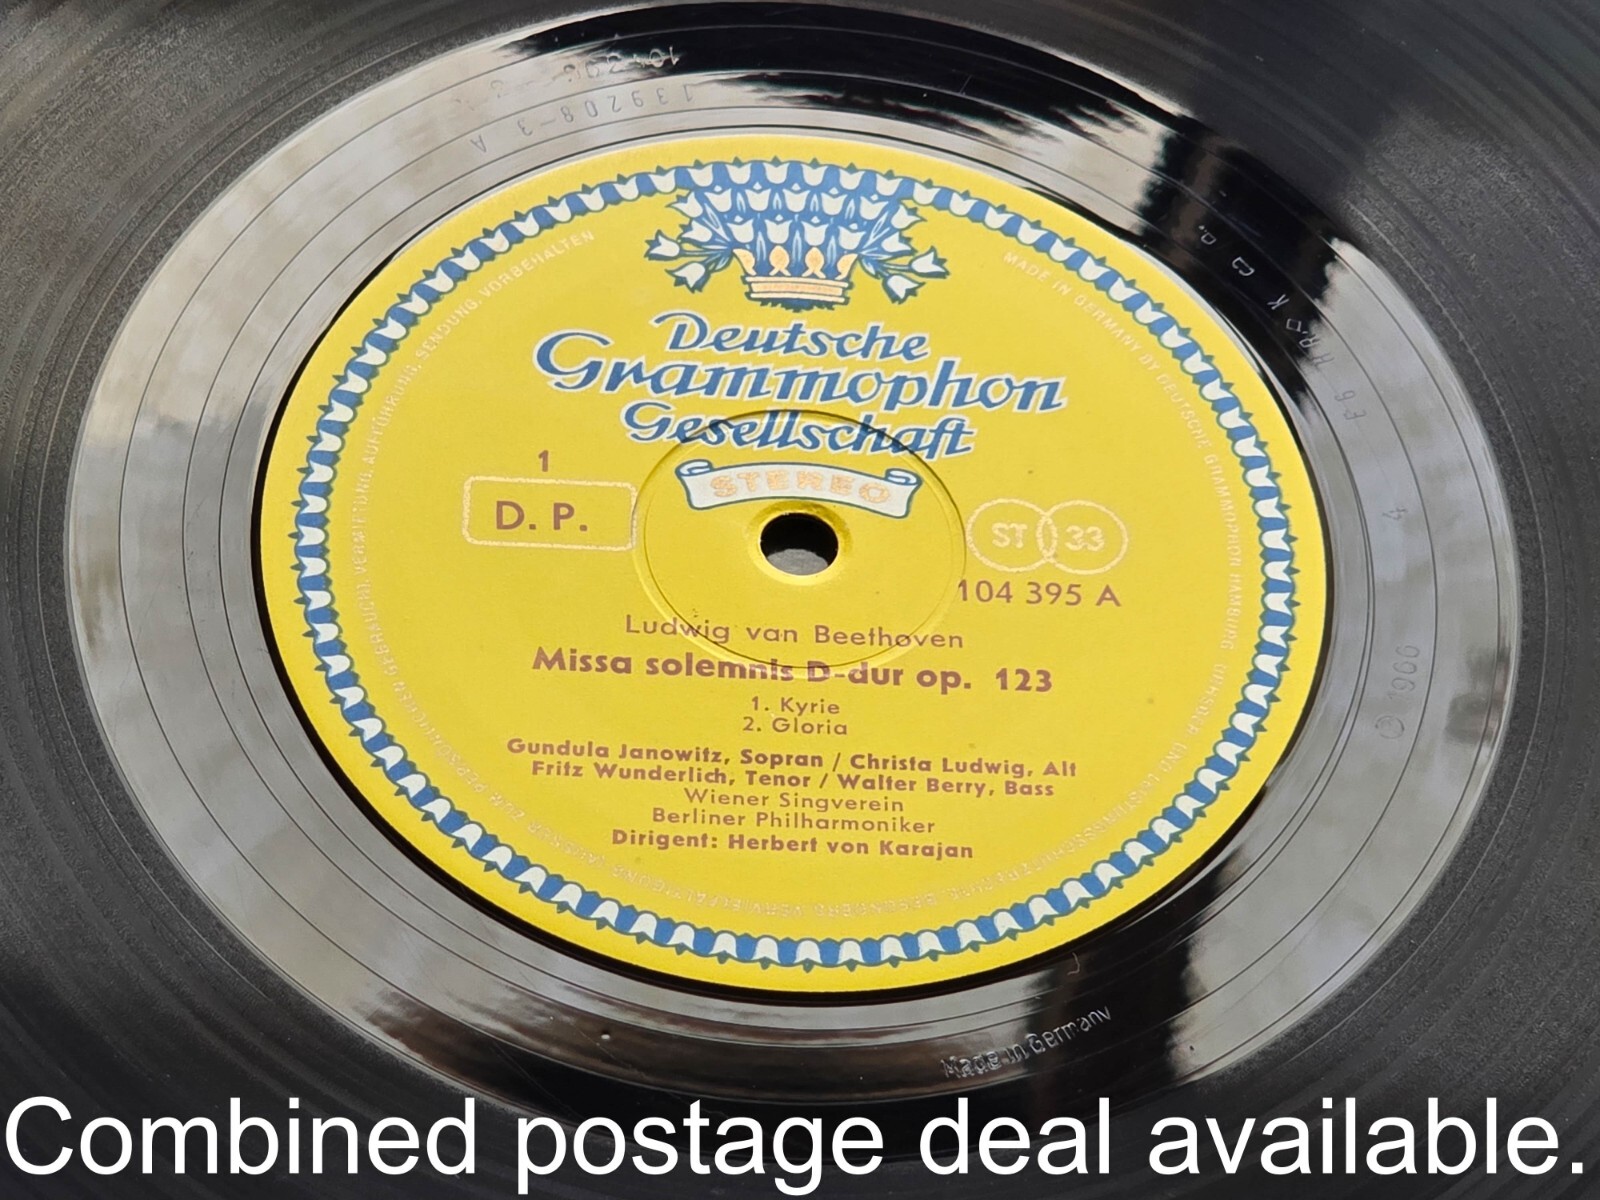 139208-3 A
MADE IN GERMANY BY DEUTSCHE GRAMMOPHON HAMBURG
Deutsche
Grammophon
Gesellschaft
STEREO
1
D. P.
ST 33
104 395 A
Ludwig van Beethoven
Missa solemnis D-dur op. 123
1. Kyrie
2. Gloria
Gundula Janowitz, Sopran / Christa Ludwig, Alt
Fritz Wunderlich, Tenor / Walter Berry, Bass
Wiener Singverein
Berliner Philharmoniker
Dirigent: Herbert von Karajan
Made in Germany
Combined postage deal available.